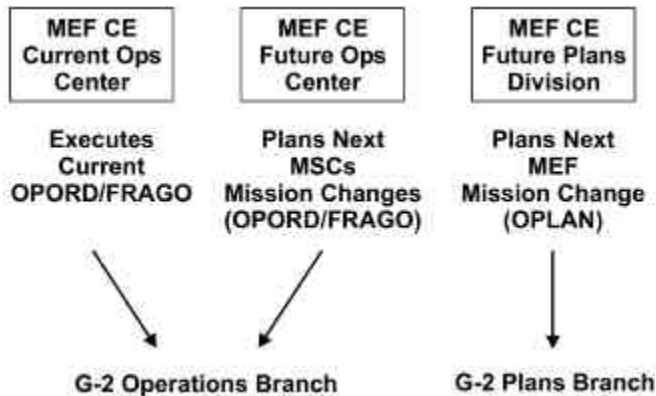 MEF CE
Current Ops
Center
MEF CE
Future Ops
Center
MEF CE
Future Plans
Division
Executes
Current
OPORD/FRAGO
Plans Next
MSCs
Mission Changes
(OPORD/FRAGO)
Plans Next
MEF
Mission Change
(OPLAN)
G-2 Operations Branch
G-2 Plans Branch